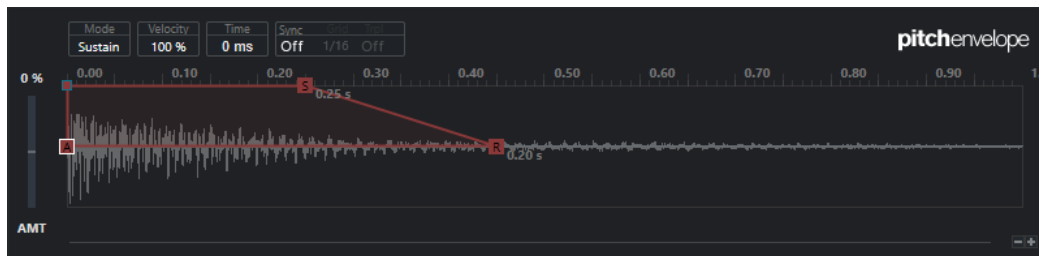 Mode Velocity Time Sync Grid Trpl
Sustain 100 % 0 ms Off 1/16 Off
pitchenvelope
0 % 0.00 0.10 0.20 0.30 0.40 0.50 0.60 0.70 0.80 0.90 1.
S
0.25 s
A
R
0.20 s
AMT